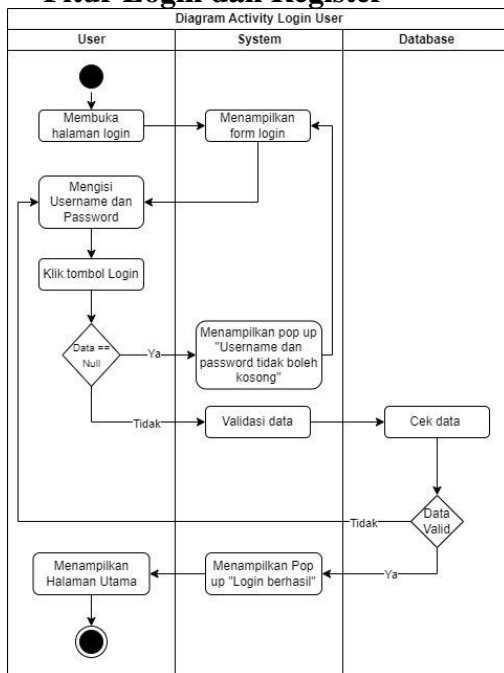 Fitur Login dan Register
Diagram Activity Login User
User
System
Database
Membuka
halaman login
Menampilkan
form login
Mengisi
Username dan
Password
Klik tombol Login
Data ==
Null
Ya
Menampilkan pop up
"Username dan
password tidak boleh
kosong"
Tidak
Validasi data
Cek data
Data
Valid
Tidak
Ya
Menampilkan Pop
up "Login berhasil"
Menampilkan
Halaman Utama